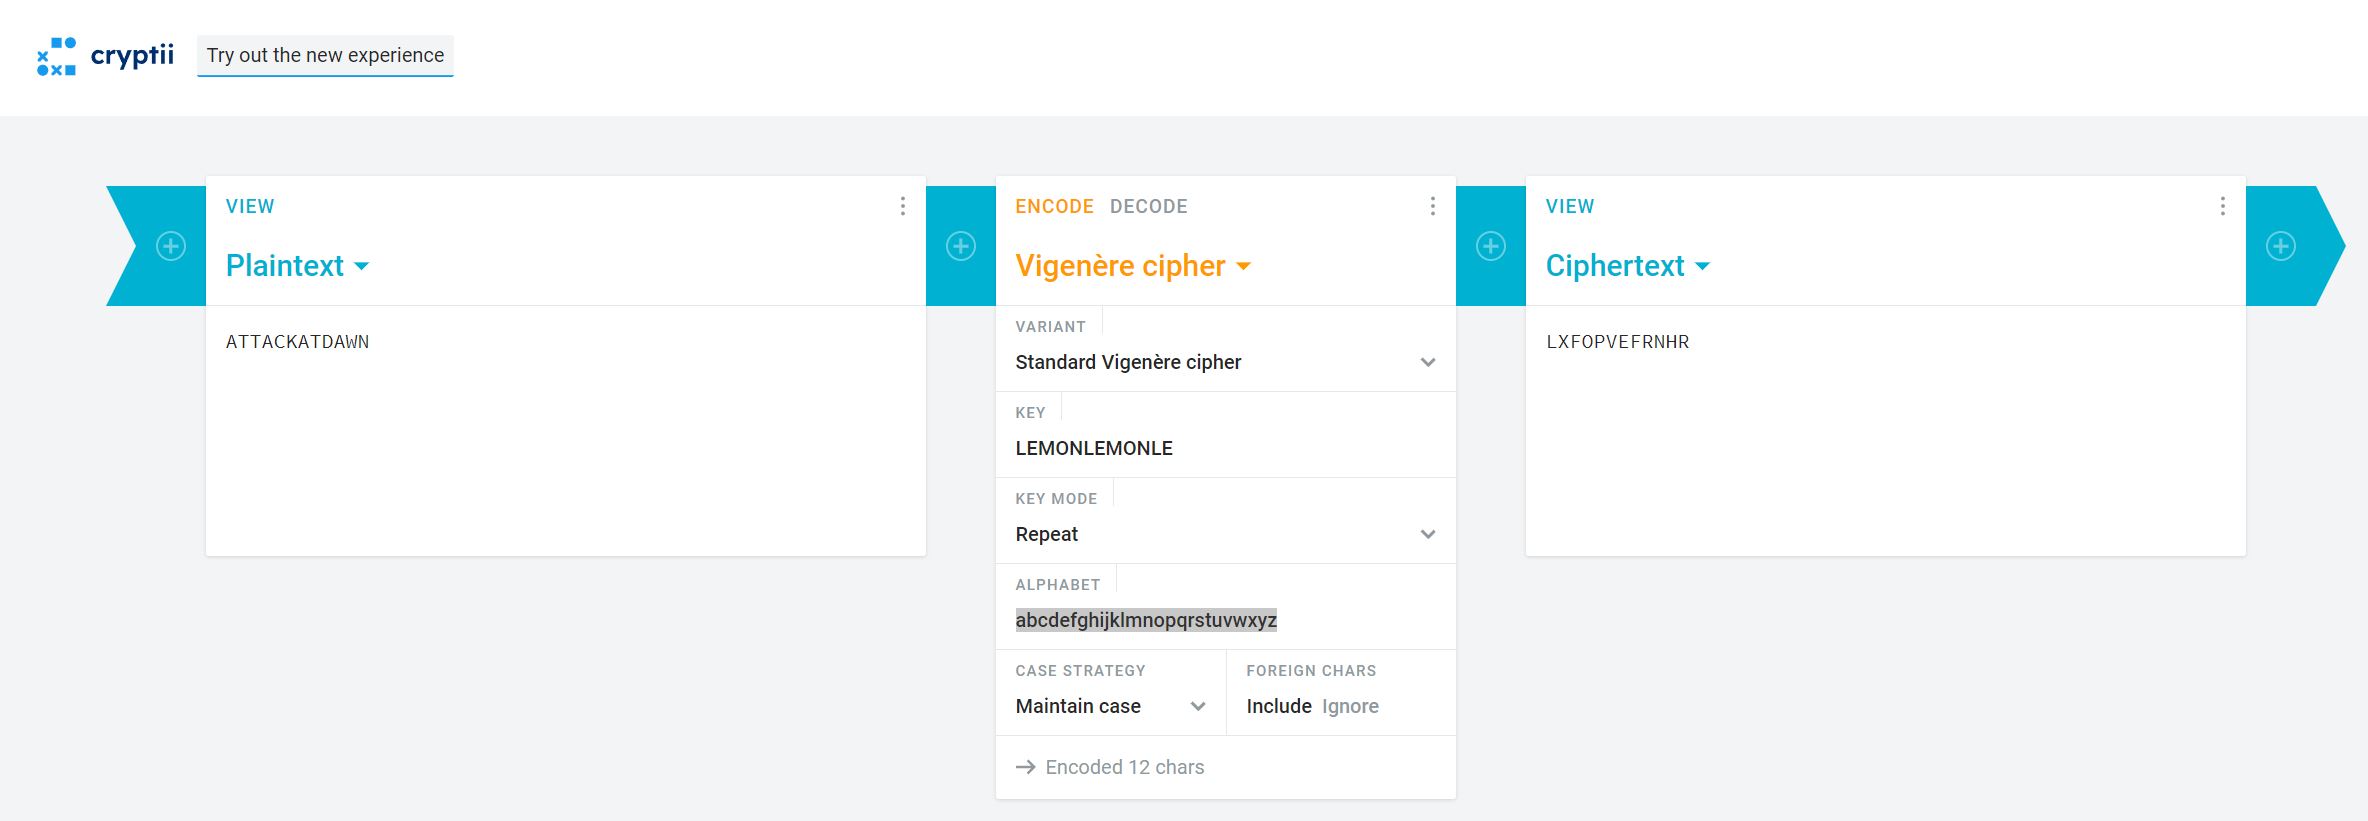 cryptii
Try out the new experience
VIEW
Plaintext
ATTACKATDAWN
ENCODE DECODE
Vigenère cipher
VARIANT
Standard Vigenère cipher
KEY
LEMONLEMONLE
KEY MODE
Repeat
ALPHABET
abcdefghijklmnopqrstuvwxyz
CASE STRATEGY
Maintain case
FOREIGN CHARS
Include Ignore
→ Encoded 12 chars
VIEW
Ciphertext
LXFOPVEFRNHR